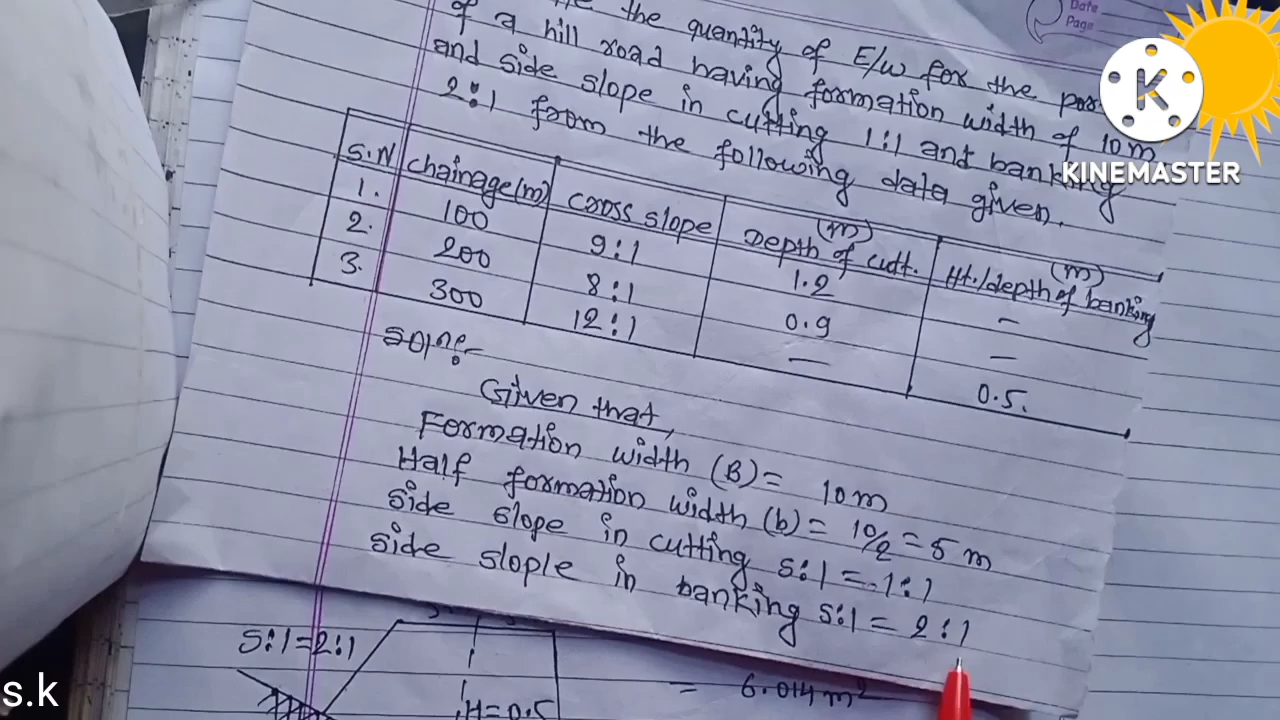 the quantity of E/w for the
of a hill road having formation width of 10m
and side slope in cutting 1:1 and banking
2:1 from the following data given.
S.N chainage(m) cross slope Depth of cutt. (m) Ht./depth of banking (m)
1. 100 9:1 1.2 -
2. 200 8:1 0.9 -
3. 300 12:1 - 0.5.
Soln:-
Given that,
Formation width (B) = 10m
Half formation width (b) = 10/2 = 5m
side slope in cutting s:1 = 1:1
side slople in banking s:1 = 2:1
s:1=2:1
H=0.5
= 6.014 m²
Date
Page
K
KINEMASTER
s.k